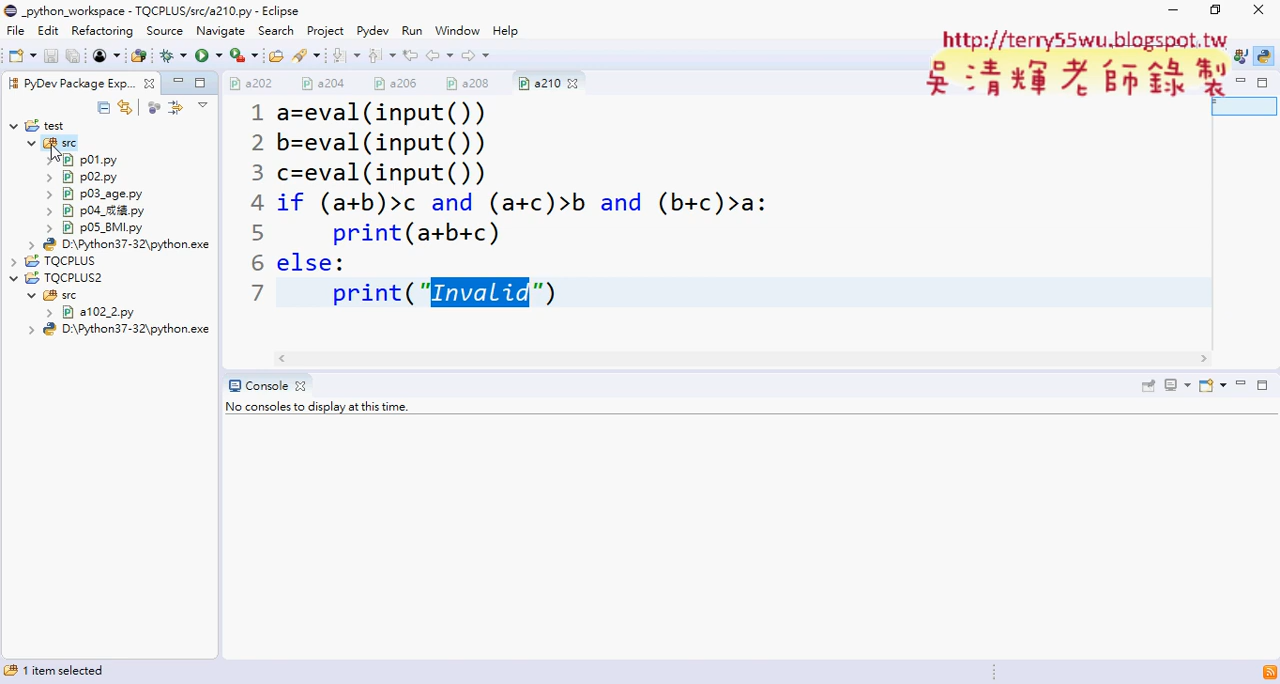 _python_workspace - TQCPLUS/src/a210.py - Eclipse
File Edit Refactoring Source Navigate Search Project Pydev Run Window Help
http://terry55wu.blogspot.tw
吳清輝老師錄製
PyDev Package Exp...
a202 a204 a206 a208 a210
test
src
p01.py
p02.py
p03_age.py
p04_成績.py
p05_BMI.py
D:\Python37-32\python.exe
TQCPLUS
TQCPLUS2
src
a102_2.py
D:\Python37-32\python.exe
1 a=eval(input())
2 b=eval(input())
3 c=eval(input())
4 if (a+b)>c and (a+c)>b and (b+c)>a:
5     print(a+b+c)
6 else:
7     print("Invalid")
Console
No consoles to display at this time.
1 item selected